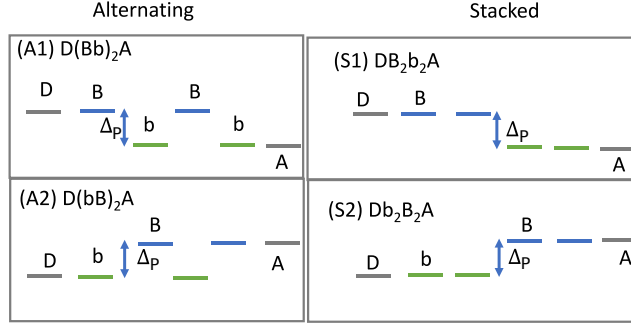 Alternating
Stacked
(A1) D(Bb)₂A
D B B
Δₚ b b
A
(S1) DB₂b₂A
D B
Δₚ
A
(A2) D(bB)₂A
B
D b Δₚ A
(S2) Db₂B₂A
B
D b Δₚ A